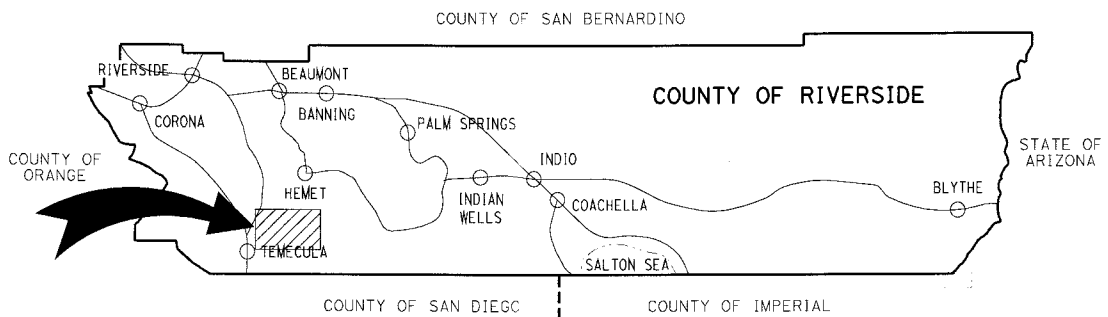 COUNTY OF SAN BERNARDINO
RIVERSIDE
BEAUMONT
COUNTY OF RIVERSIDE
CORONA
BANNING
PALM SPRINGS
STATE OF
ARIZONA
COUNTY OF
ORANGE
INDIO
HEMET
INDIAN
WELLS
COACHELLA
BLYTHE
TEMECULA
SALTON SEA
COUNTY OF SAN DIEGC
COUNTY OF IMPERIAL